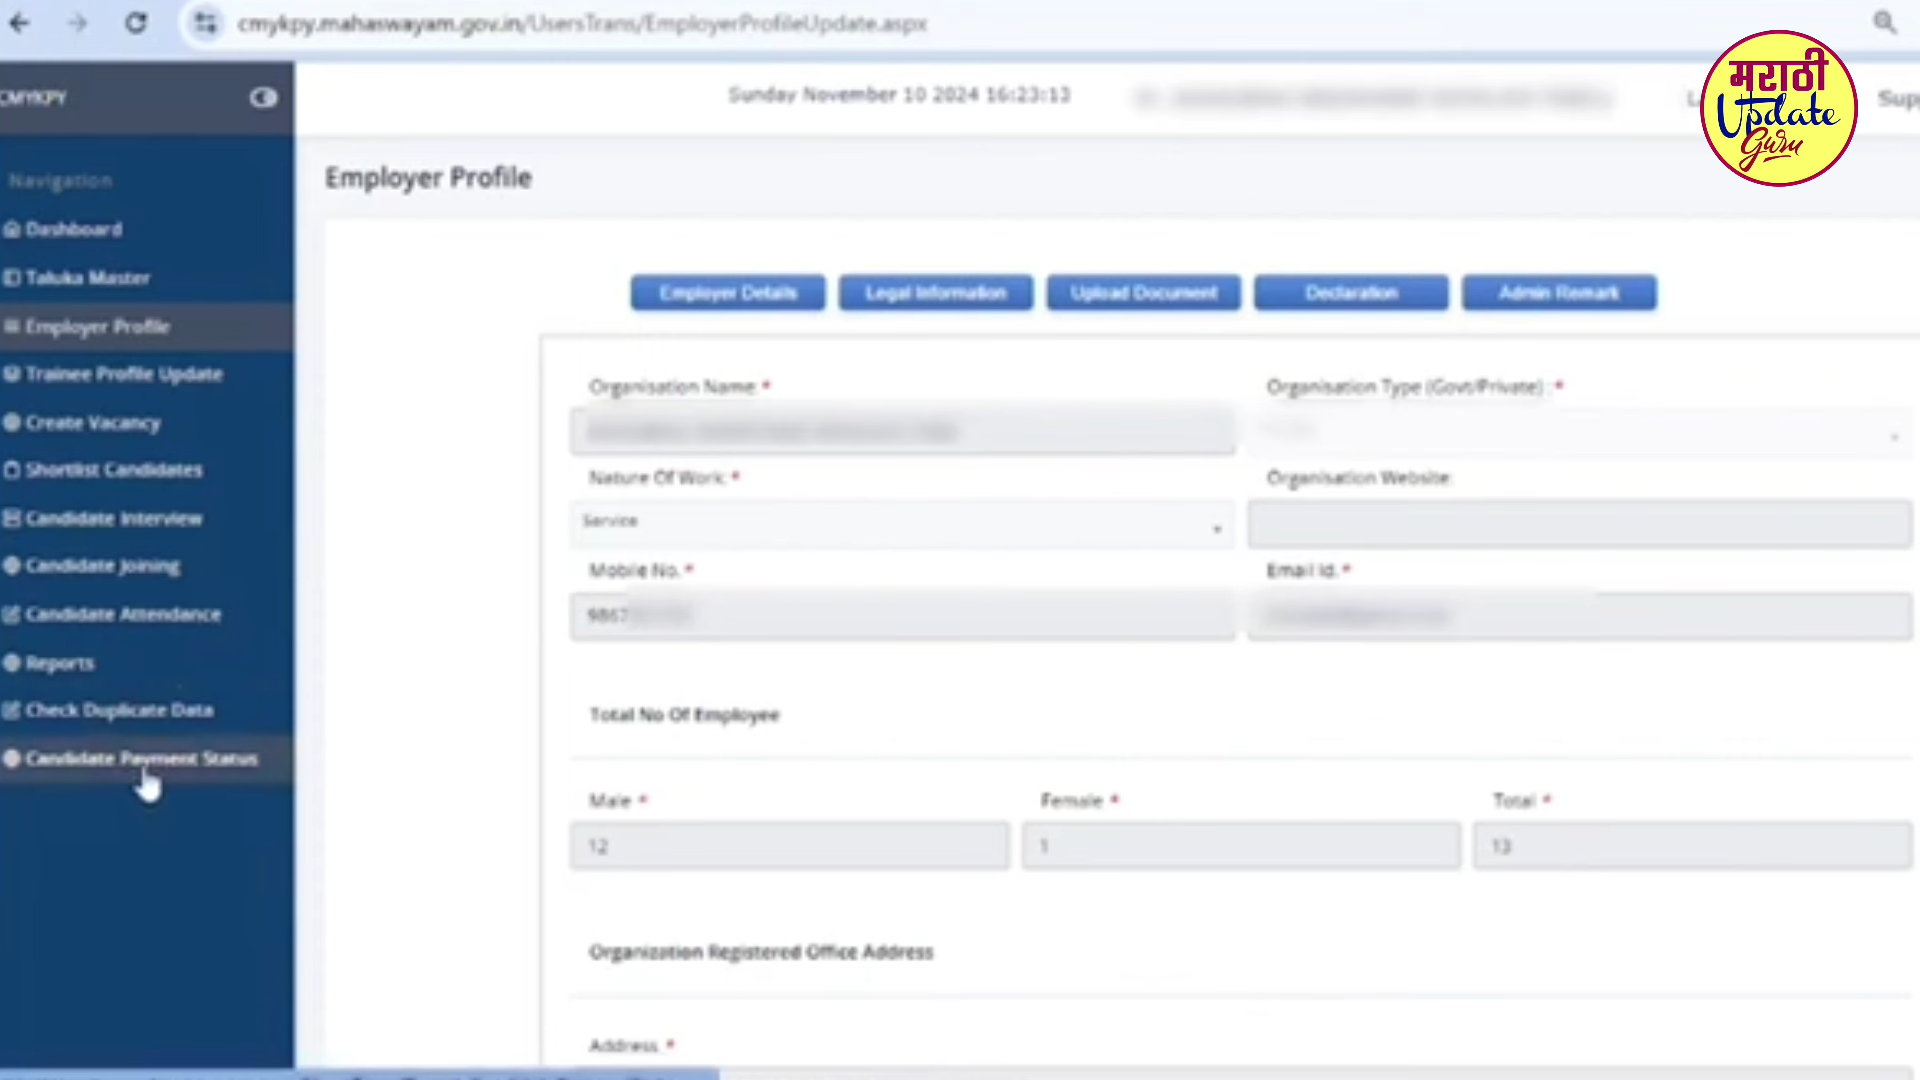 cmykpy.mahaswayam.gov.in/UsersTrans/EmployerProfileUpdate.aspx
CMYKPY
Sunday November 10 2024 16:23:13
मराठी
Update
Guru
Navigation
Dashboard
Taluka Master
Employer Profile
Trainee Profile Update
Create Vacancy
Shortlist Candidates
Candidate Interview
Candidate Joining
Candidate Attendance
Reports
Check Duplicate Data
Candidate Payment Status
Employer Profile
Employer Details Legal Information Upload Document Declaration Admin Remark
Organisation Name: * Organisation Type (Govt/Private) : *
Nature Of Work: * Organisation Website:
Service
Mobile No. * Email Id. *
9867
Total No Of Employee
Male * Female * Total *
12 1 13
Organization Registered Office Address
Address *